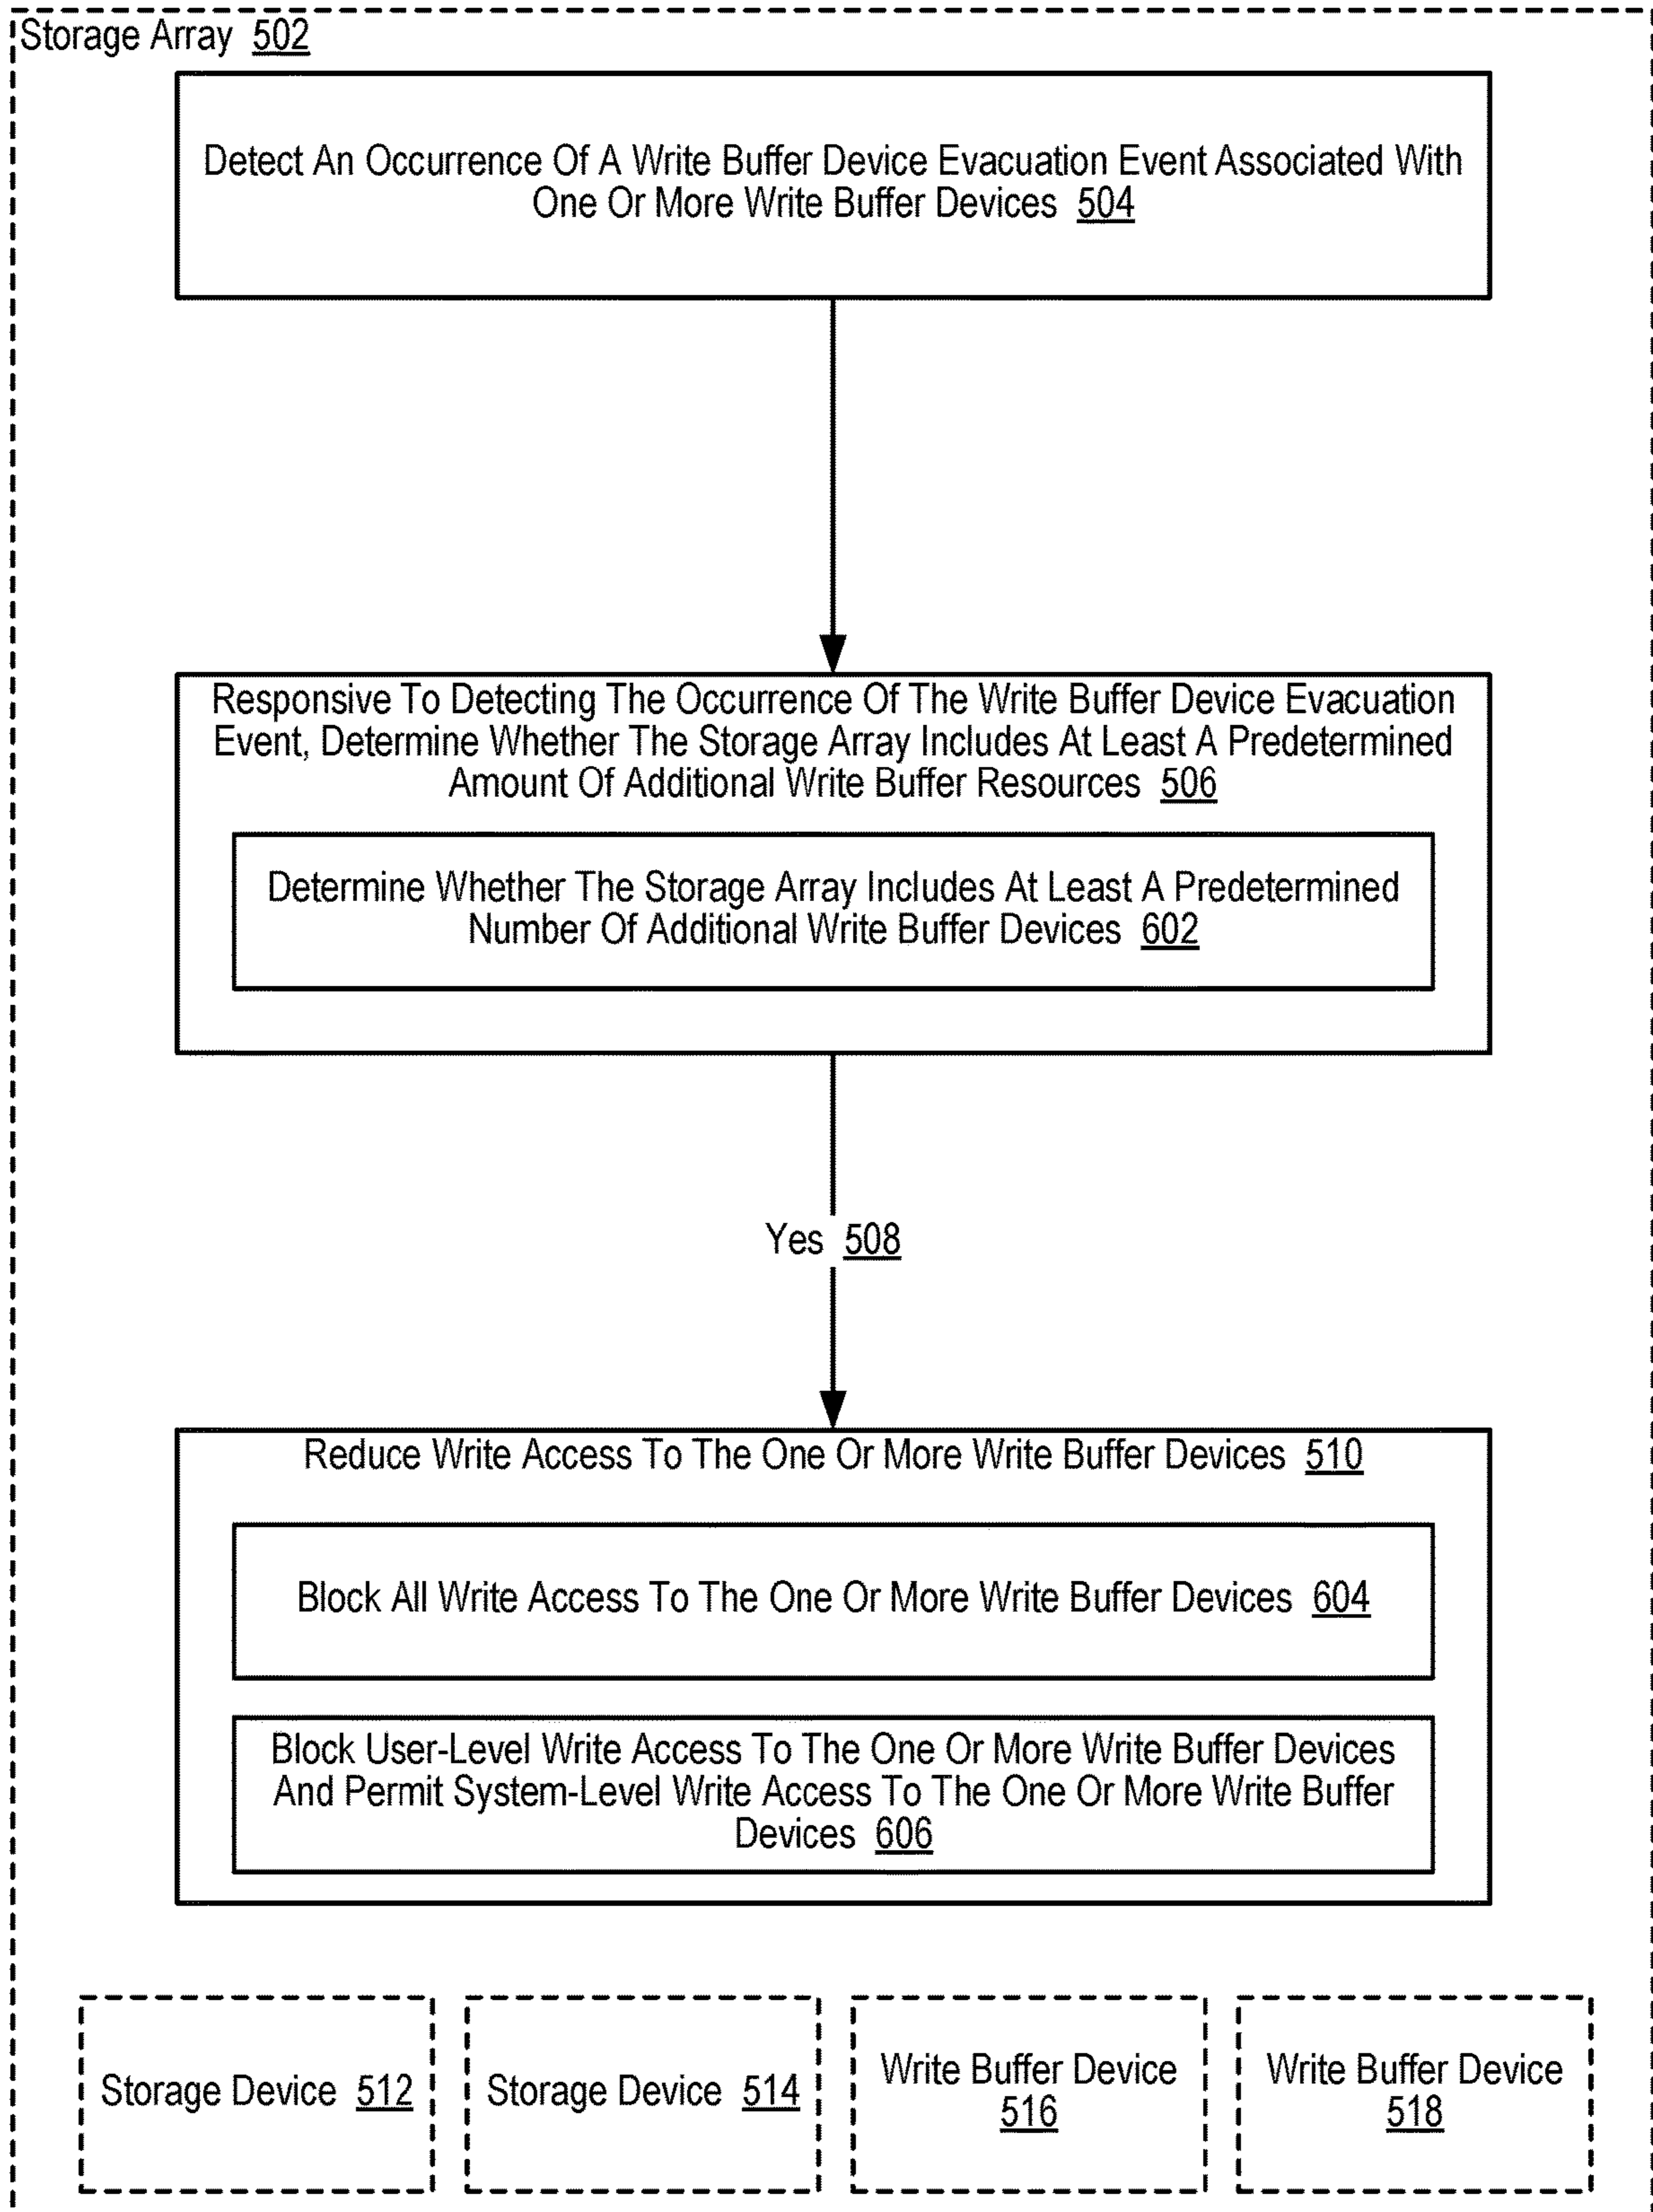 Storage Array 502
Detect An Occurrence Of A Write Buffer Device Evacuation Event Associated With
One Or More Write Buffer Devices 504
Responsive To Detecting The Occurrence Of The Write Buffer Device Evacuation
Event, Determine Whether The Storage Array Includes At Least A Predetermined
Amount Of Additional Write Buffer Resources 506
Determine Whether The Storage Array Includes At Least A Predetermined
Number Of Additional Write Buffer Devices 602
Yes 508
Reduce Write Access To The One Or More Write Buffer Devices 510
Block All Write Access To The One Or More Write Buffer Devices 604
Block User-Level Write Access To The One Or More Write Buffer Devices
And Permit System-Level Write Access To The One Or More Write Buffer
Devices 606
Storage Device 512
Storage Device 514
Write Buffer Device
516
Write Buffer Device
518